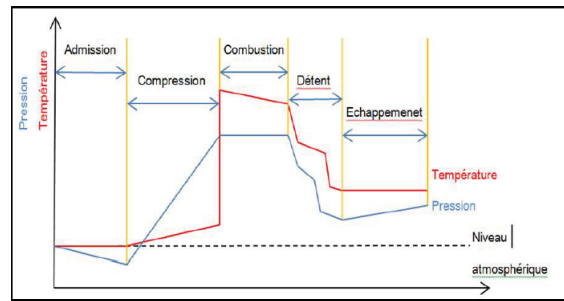 Pression
Température
Admission
Compression
Combustion
Détent
Echappemenet
Température
Pression
Niveau
atmosphérique